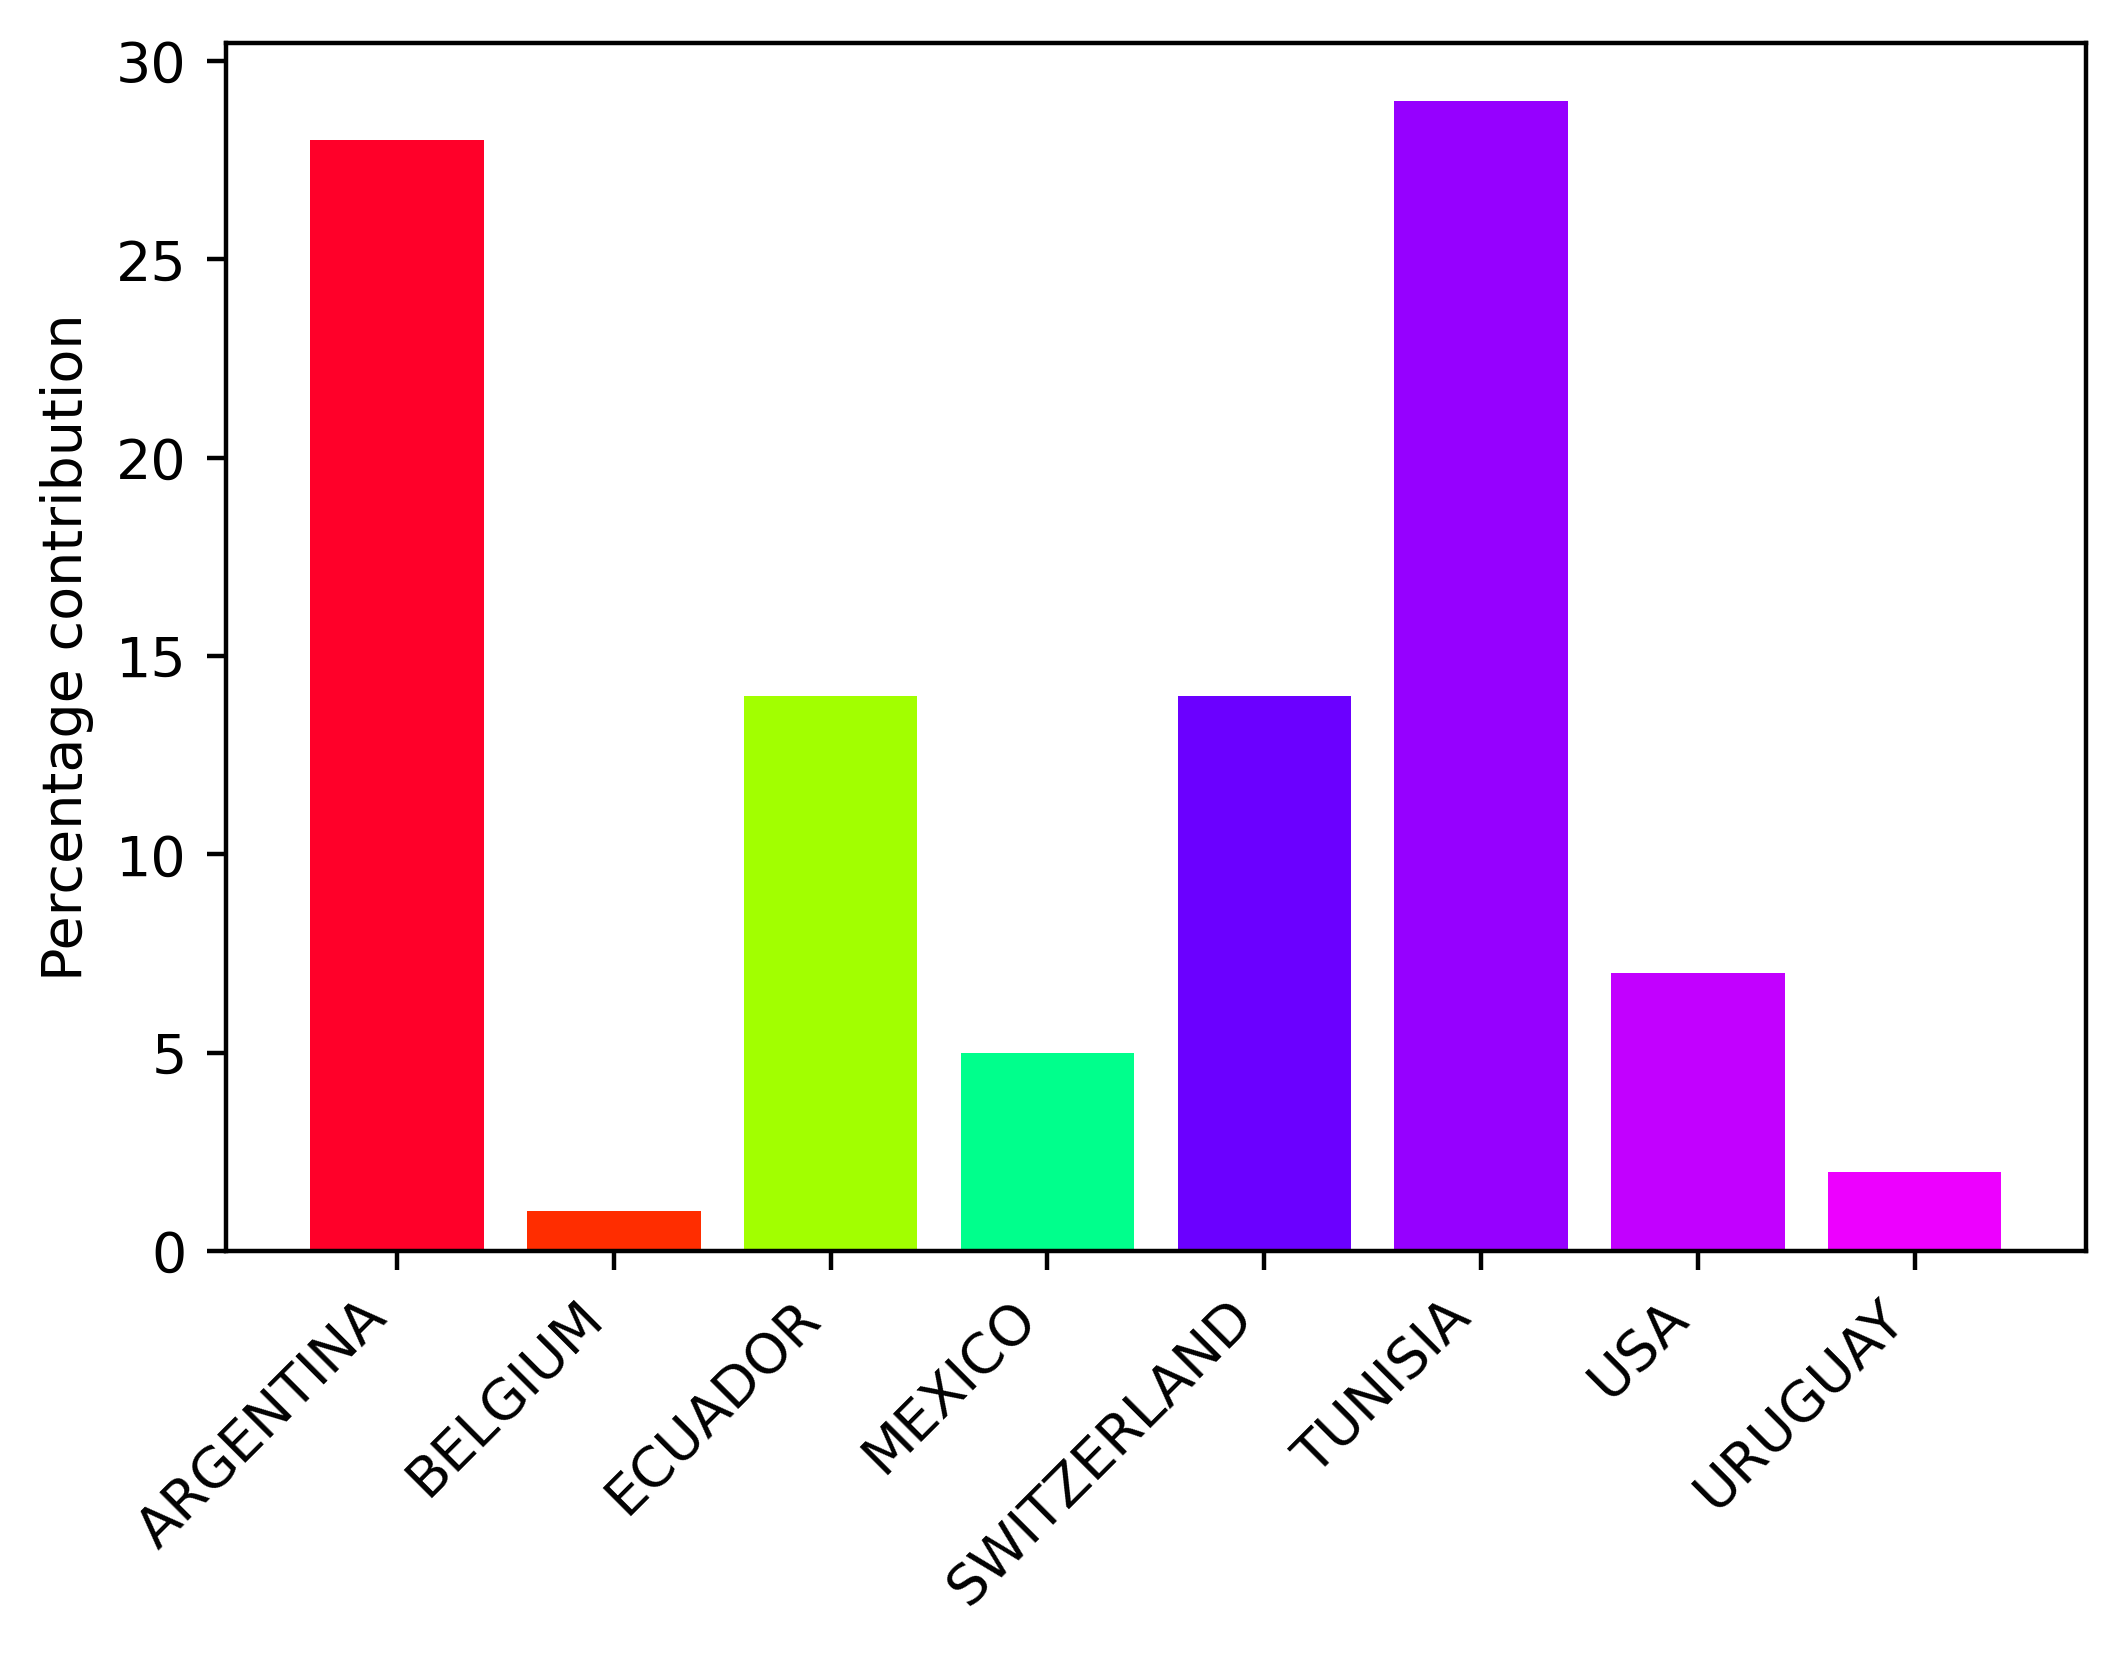 Percentage contribution
30
25
20
15
10
5
0
ARGENTINA
BELGIUM
ECUADOR
MEXICO
SWITZERLAND
TUNISIA
USA
URUGUAY